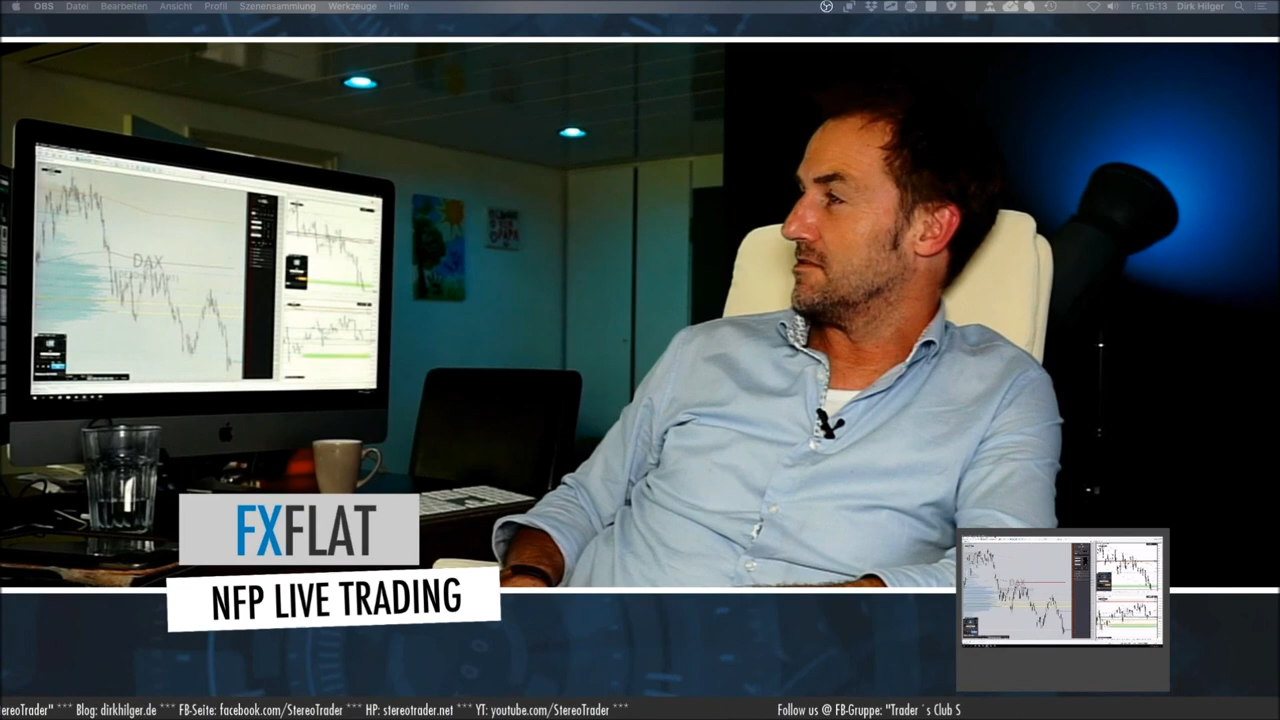 OBS Datei Bearbeiten Ansicht Profil Szenensammlung Werkzeuge Hilfe Fr. 15:13 Dirk Hilger
DAX
FXFLAT
NFP LIVE TRADING
DAX
ereoTrader" *** Blog: dirkhilger.de *** FB-Seite: facebook.com/StereoTrader *** HP: stereotrader.net *** YT: youtube.com/StereoTrader *** Follow us @ FB-Gruppe: "Trader´s Club S